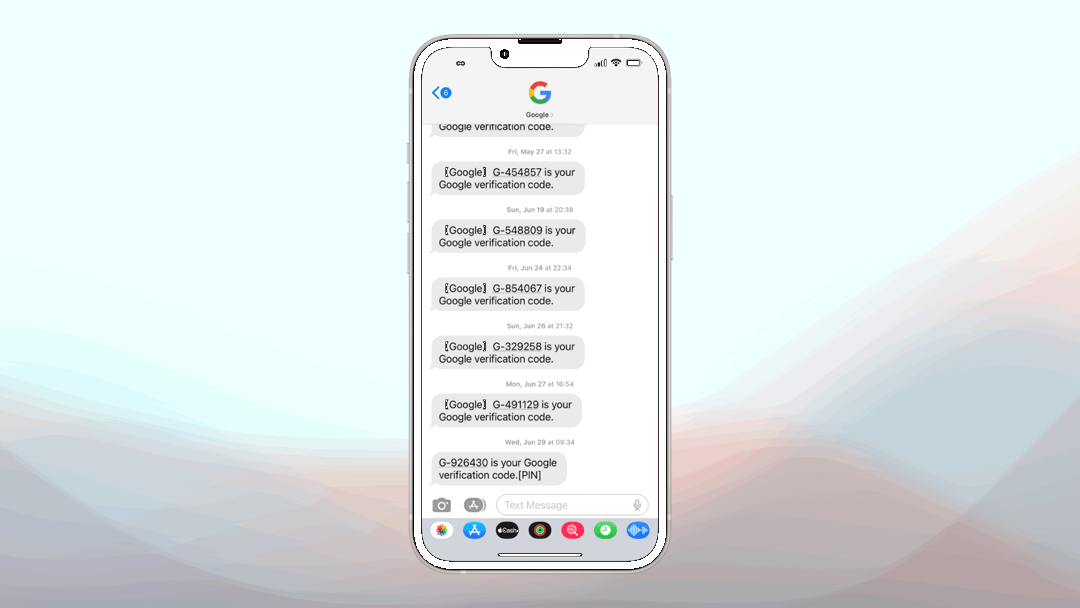 6
Google
Google verification code.
Fri, May 27 at 13:32
【Google】 G-454857 is your
Google verification code.
Sun, Jun 19 at 20:38
【Google】 G-548809 is your
Google verification code.
Fri, Jun 24 at 22:34
【Google】 G-854067 is your
Google verification code.
Sun, Jun 26 at 21:32
【Google】 G-329258 is your
Google verification code.
Mon, Jun 27 at 16:54
【Google】 G-491129 is your
Google verification code.
Wed, Jun 29 at 09:34
G-926430 is your Google
verification code.[PIN]
Text Message
Cash